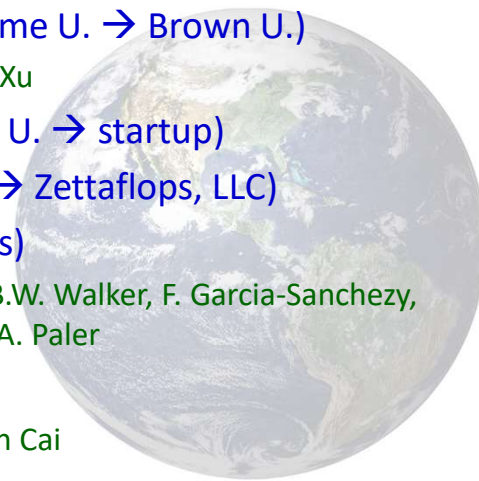 me U. → Brown U.)
Xu
U. → startup)
→ Zettaflops, LLC)
s)
.W. Walker, F. Garcia-Sanchezy,
A. Paler
n Cai